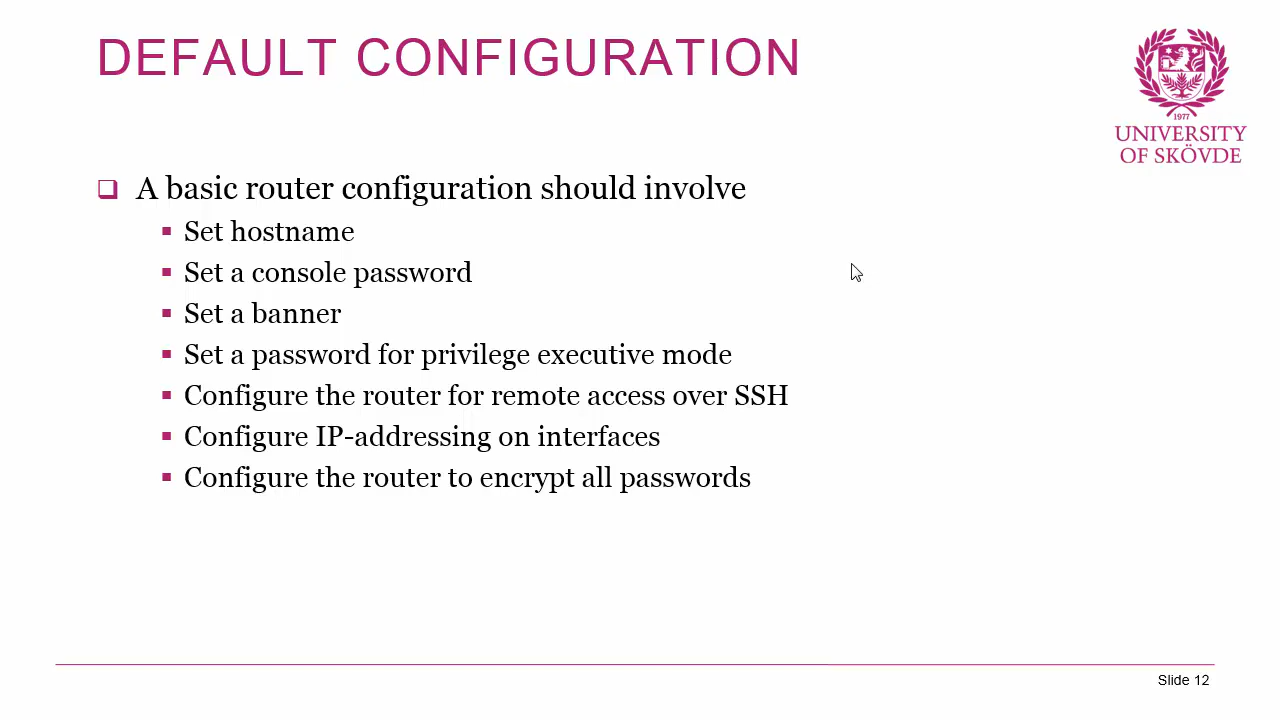 DEFAULT CONFIGURATION
1977
UNIVERSITY
OF SKÖVDE
A basic router configuration should involve
Set hostname
Set a console password
Set a banner
Set a password for privilege executive mode
Configure the router for remote access over SSH
Configure IP-addressing on interfaces
Configure the router to encrypt all passwords
Slide 12